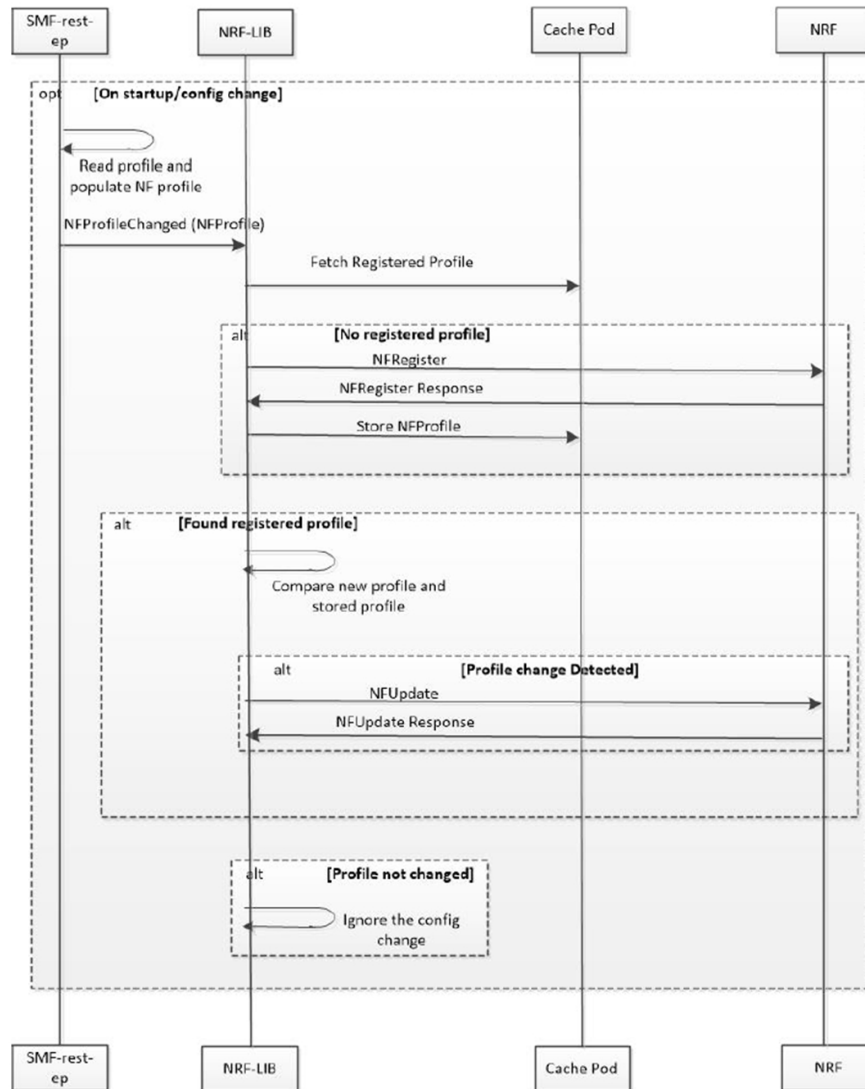 SMF-rest-
ep
NRF-LIB
Cache Pod
NRF
opt [On startup/config change]
Read profile and
populate NF profile
NFProfileChanged (NFProfile)
Fetch Registered Profile
alt [No registered profile]
NFRegister
NFRegister Response
Store NFProfile
alt [Found registered profile]
Compare new profile and
stored profile
alt [Profile change Detected]
NFUpdate
NFUpdate Response
alt [Profile not changed]
Ignore the config
change
SMF-rest-
ep
NRF-LIB
Cache Pod
NRF